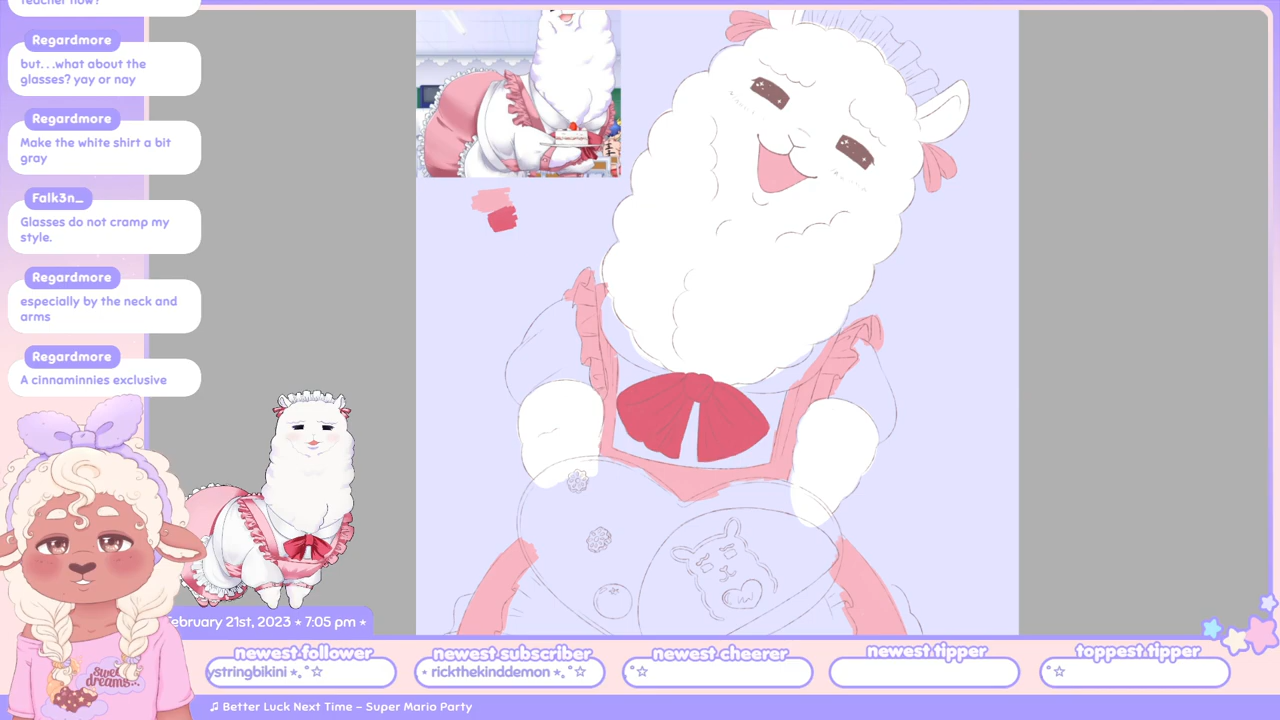 teacher now?
Regardmore
but. . .what about the
glasses? yay or nay
Regardmore
Make the white shirt a bit
gray
Falk3n_
Glasses do not cramp my
style.
Regardmore
especially by the neck and
arms
Regardmore
A cinnaminnies exclusive
sweet
dreams...
February 21st, 2023 ⋆ 7:05 pm ⋆
newest follower
ystringbikini ⋆｡˚☆
newest subscriber
⋆ rickthekinddemon ⋆｡˚☆
newest cheerer
˚☆
newest tipper
toppest tipper
˚☆
♫ Better Luck Next Time – Super Mario Party